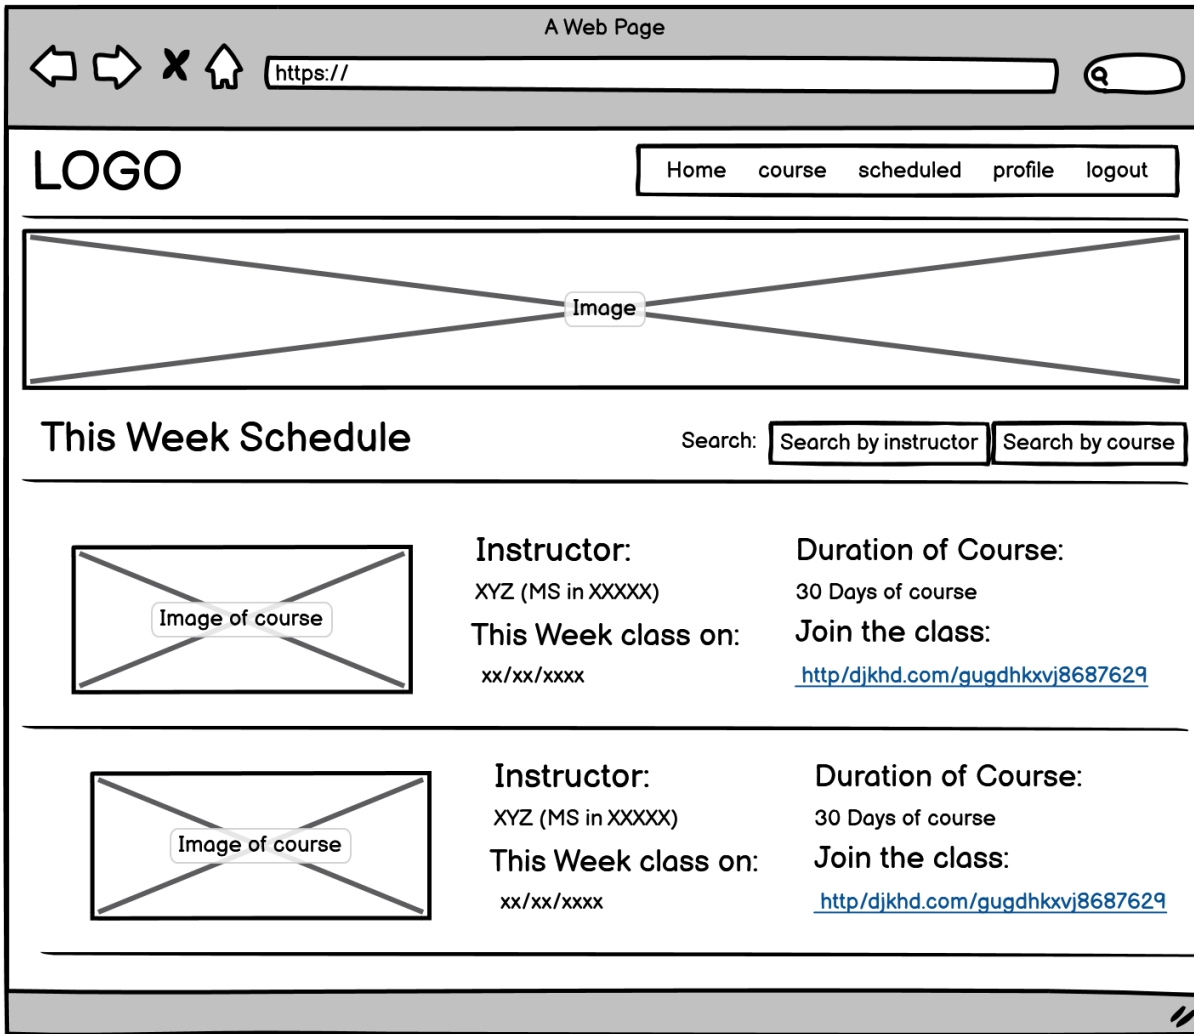 A Web Page
https://
LOGO
Home course scheduled profile logout
Image
This Week Schedule
Search: Search by instructor Search by course
Image of course
Instructor:
XYZ (MS in XXXXX)
This Week class on:
xx/xx/xxxx
Duration of Course:
30 Days of course
Join the class:
http/djkhd.com/gugdhkxvj8687629
Image of course
Instructor:
XYZ (MS in XXXXX)
This Week class on:
xx/xx/xxxx
Duration of Course:
30 Days of course
Join the class:
http/djkhd.com/gugdhkxvj8687629